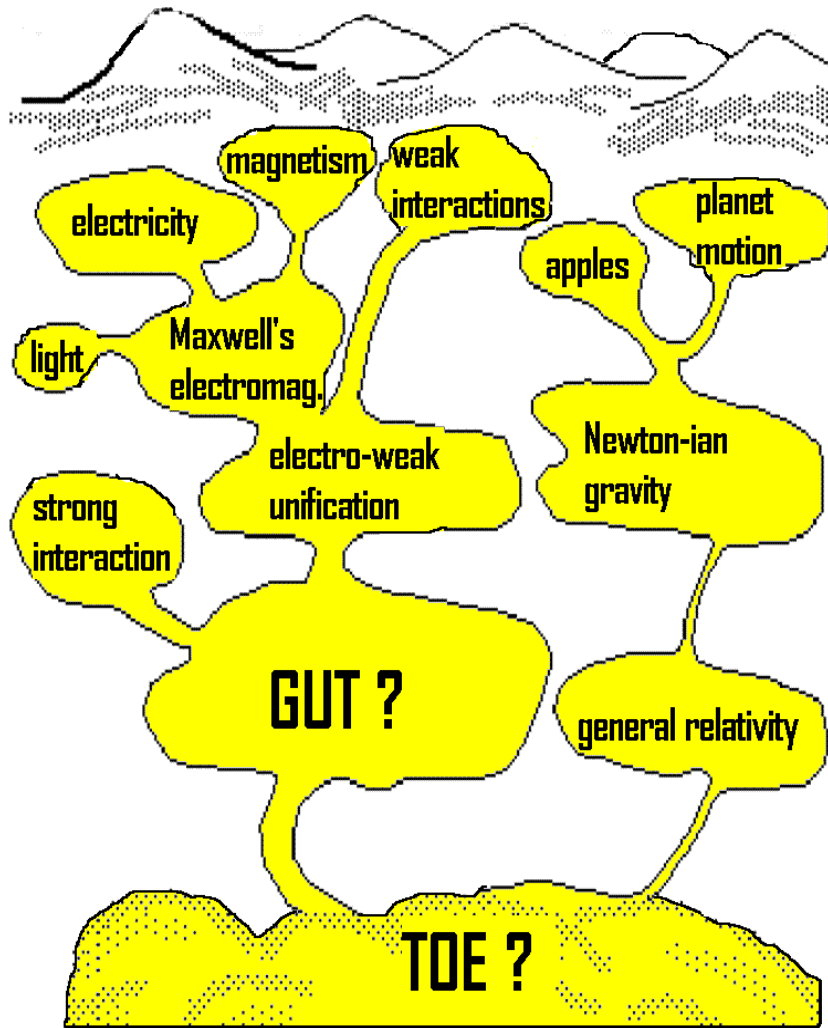 magnetism
weak
interactions
electricity
planet
motion
apples
light
Maxwell's
electromag.
electro-weak
unification
Newton-ian
gravity
strong
interaction
GUT ?
general relativity
TOE ?